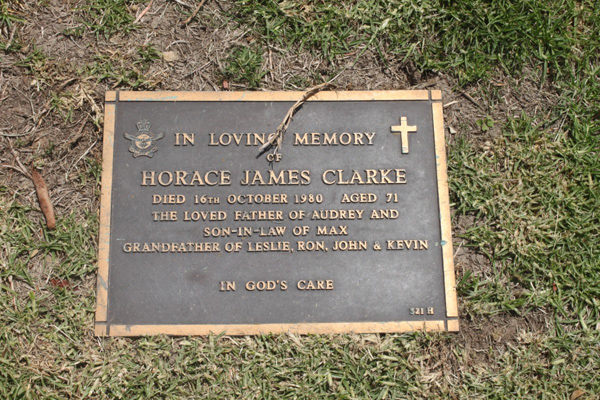 IN LOVING MEMORY
OF
HORACE JAMES CLARKE
DIED 16TH OCTOBER 1980 AGED 71
THE LOVED FATHER OF AUDREY AND
SON-IN-LAW OF MAX
GRANDFATHER OF LESLIE, RON, JOHN & KEVIN
IN GOD'S CARE
521 H